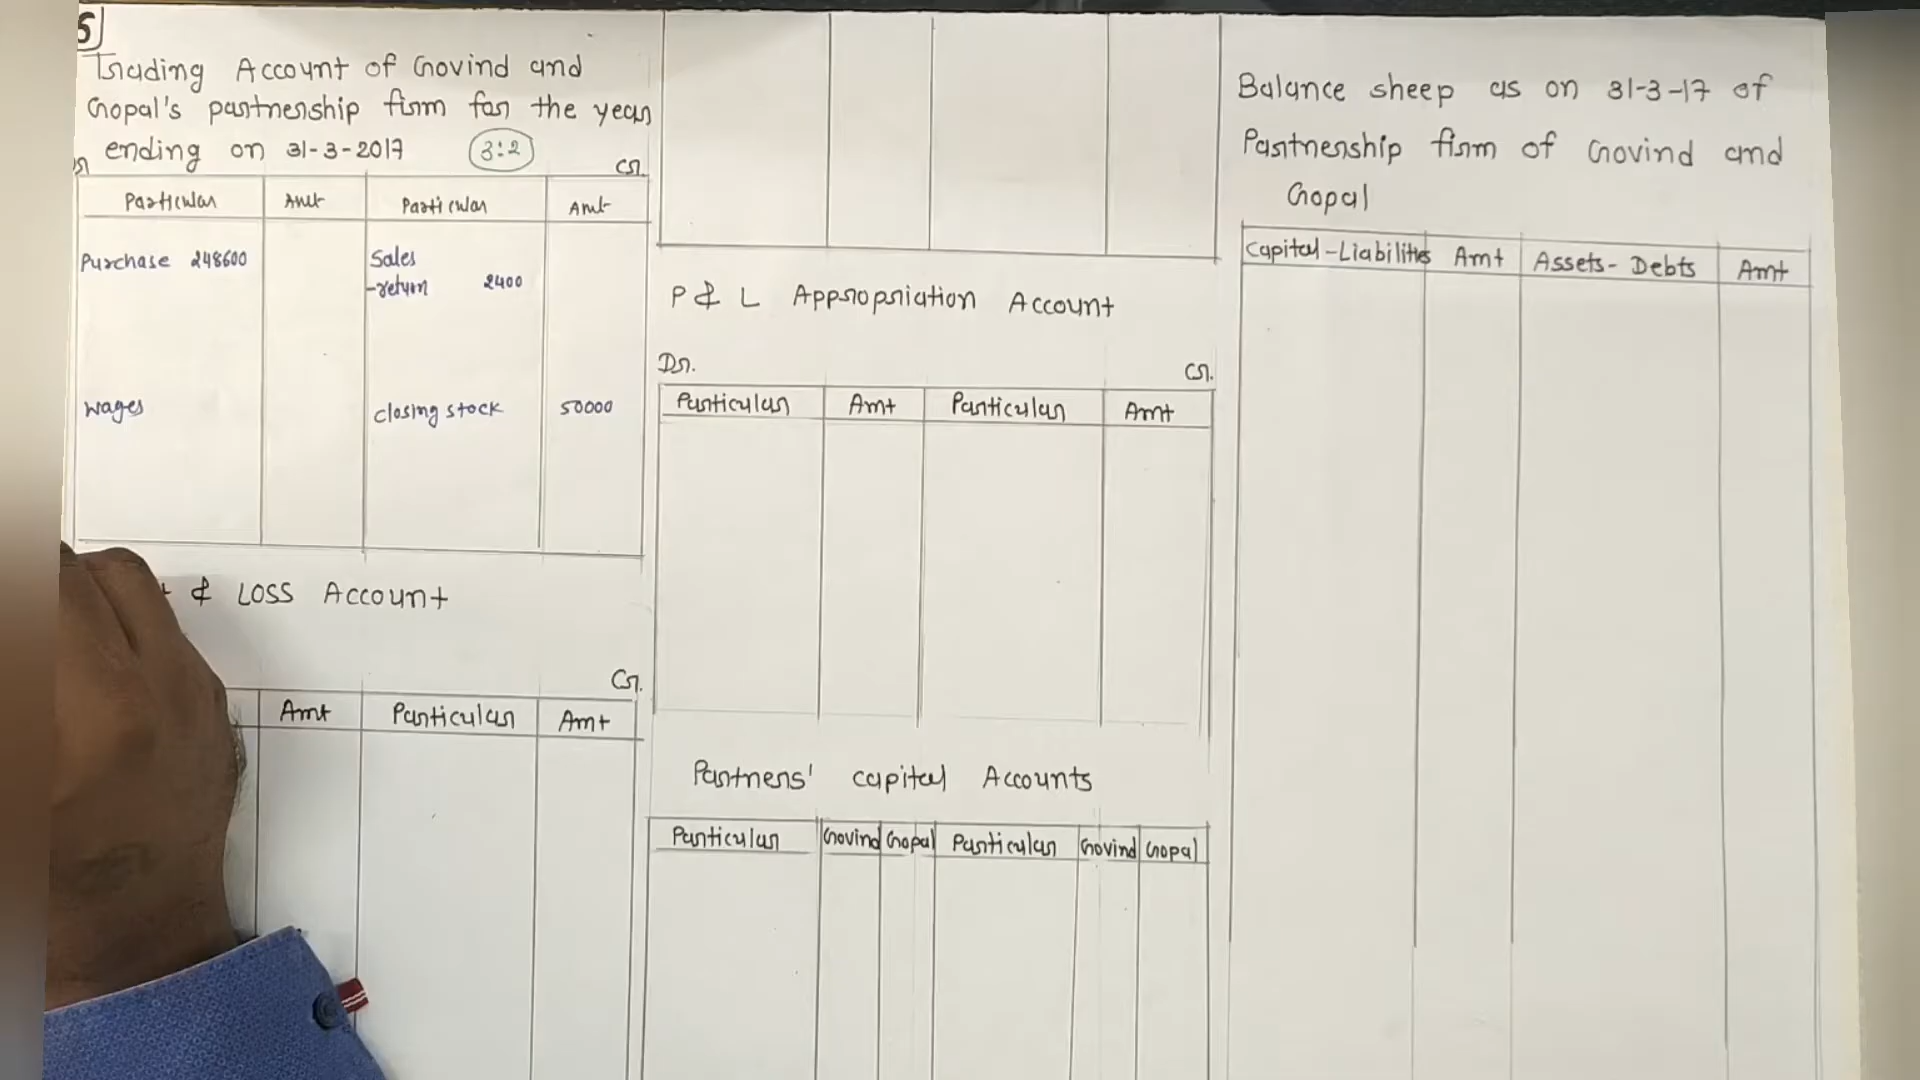 5
Trading Account of Govind and
Gopal's partnership firm for the year
ending on 31-3-2017 3:2
Cr.
Particular Amt Particular Amt
Purchase 248600 Sales
-return 2400
wages closing stock 50000
& LOSS Account
Cr.
Amt Particular Amt
P & L Appropriation Account
Dr. Cr.
Particular Amt Particular Amt
Partners' capital Accounts
Particular Govind Gopal Particular Govind Gopal
Balance sheep as on 31-3-17 of
Partnership firm of Govind and
Gopal
Capital-Liabilities Amt Assets- Debts Amt